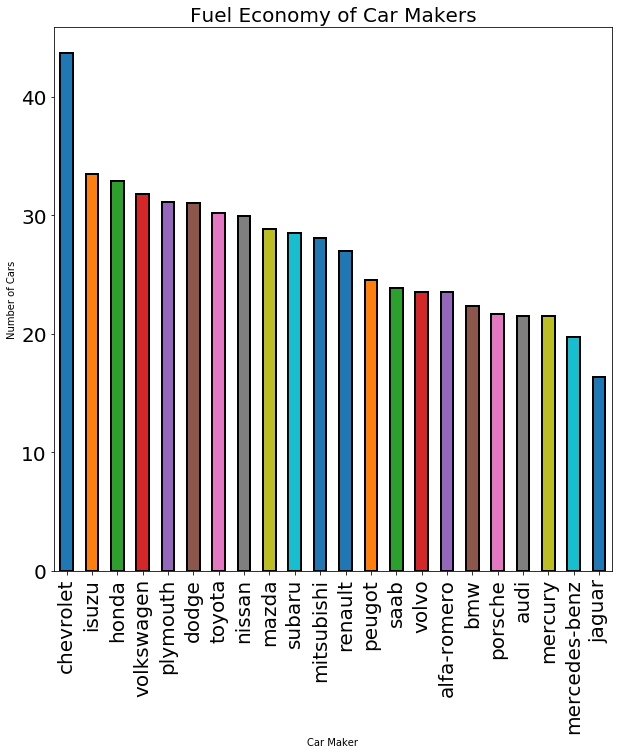 Fuel Economy of Car Makers
Number of Cars
40
30
20
10
0
chevrolet
isuzu
honda
volkswagen
plymouth
dodge
toyota
nissan
mazda
subaru
mitsubishi
renault
peugot
saab
volvo
alfa-romero
bmw
porsche
audi
mercury
mercedes-benz
jaguar
Car Maker